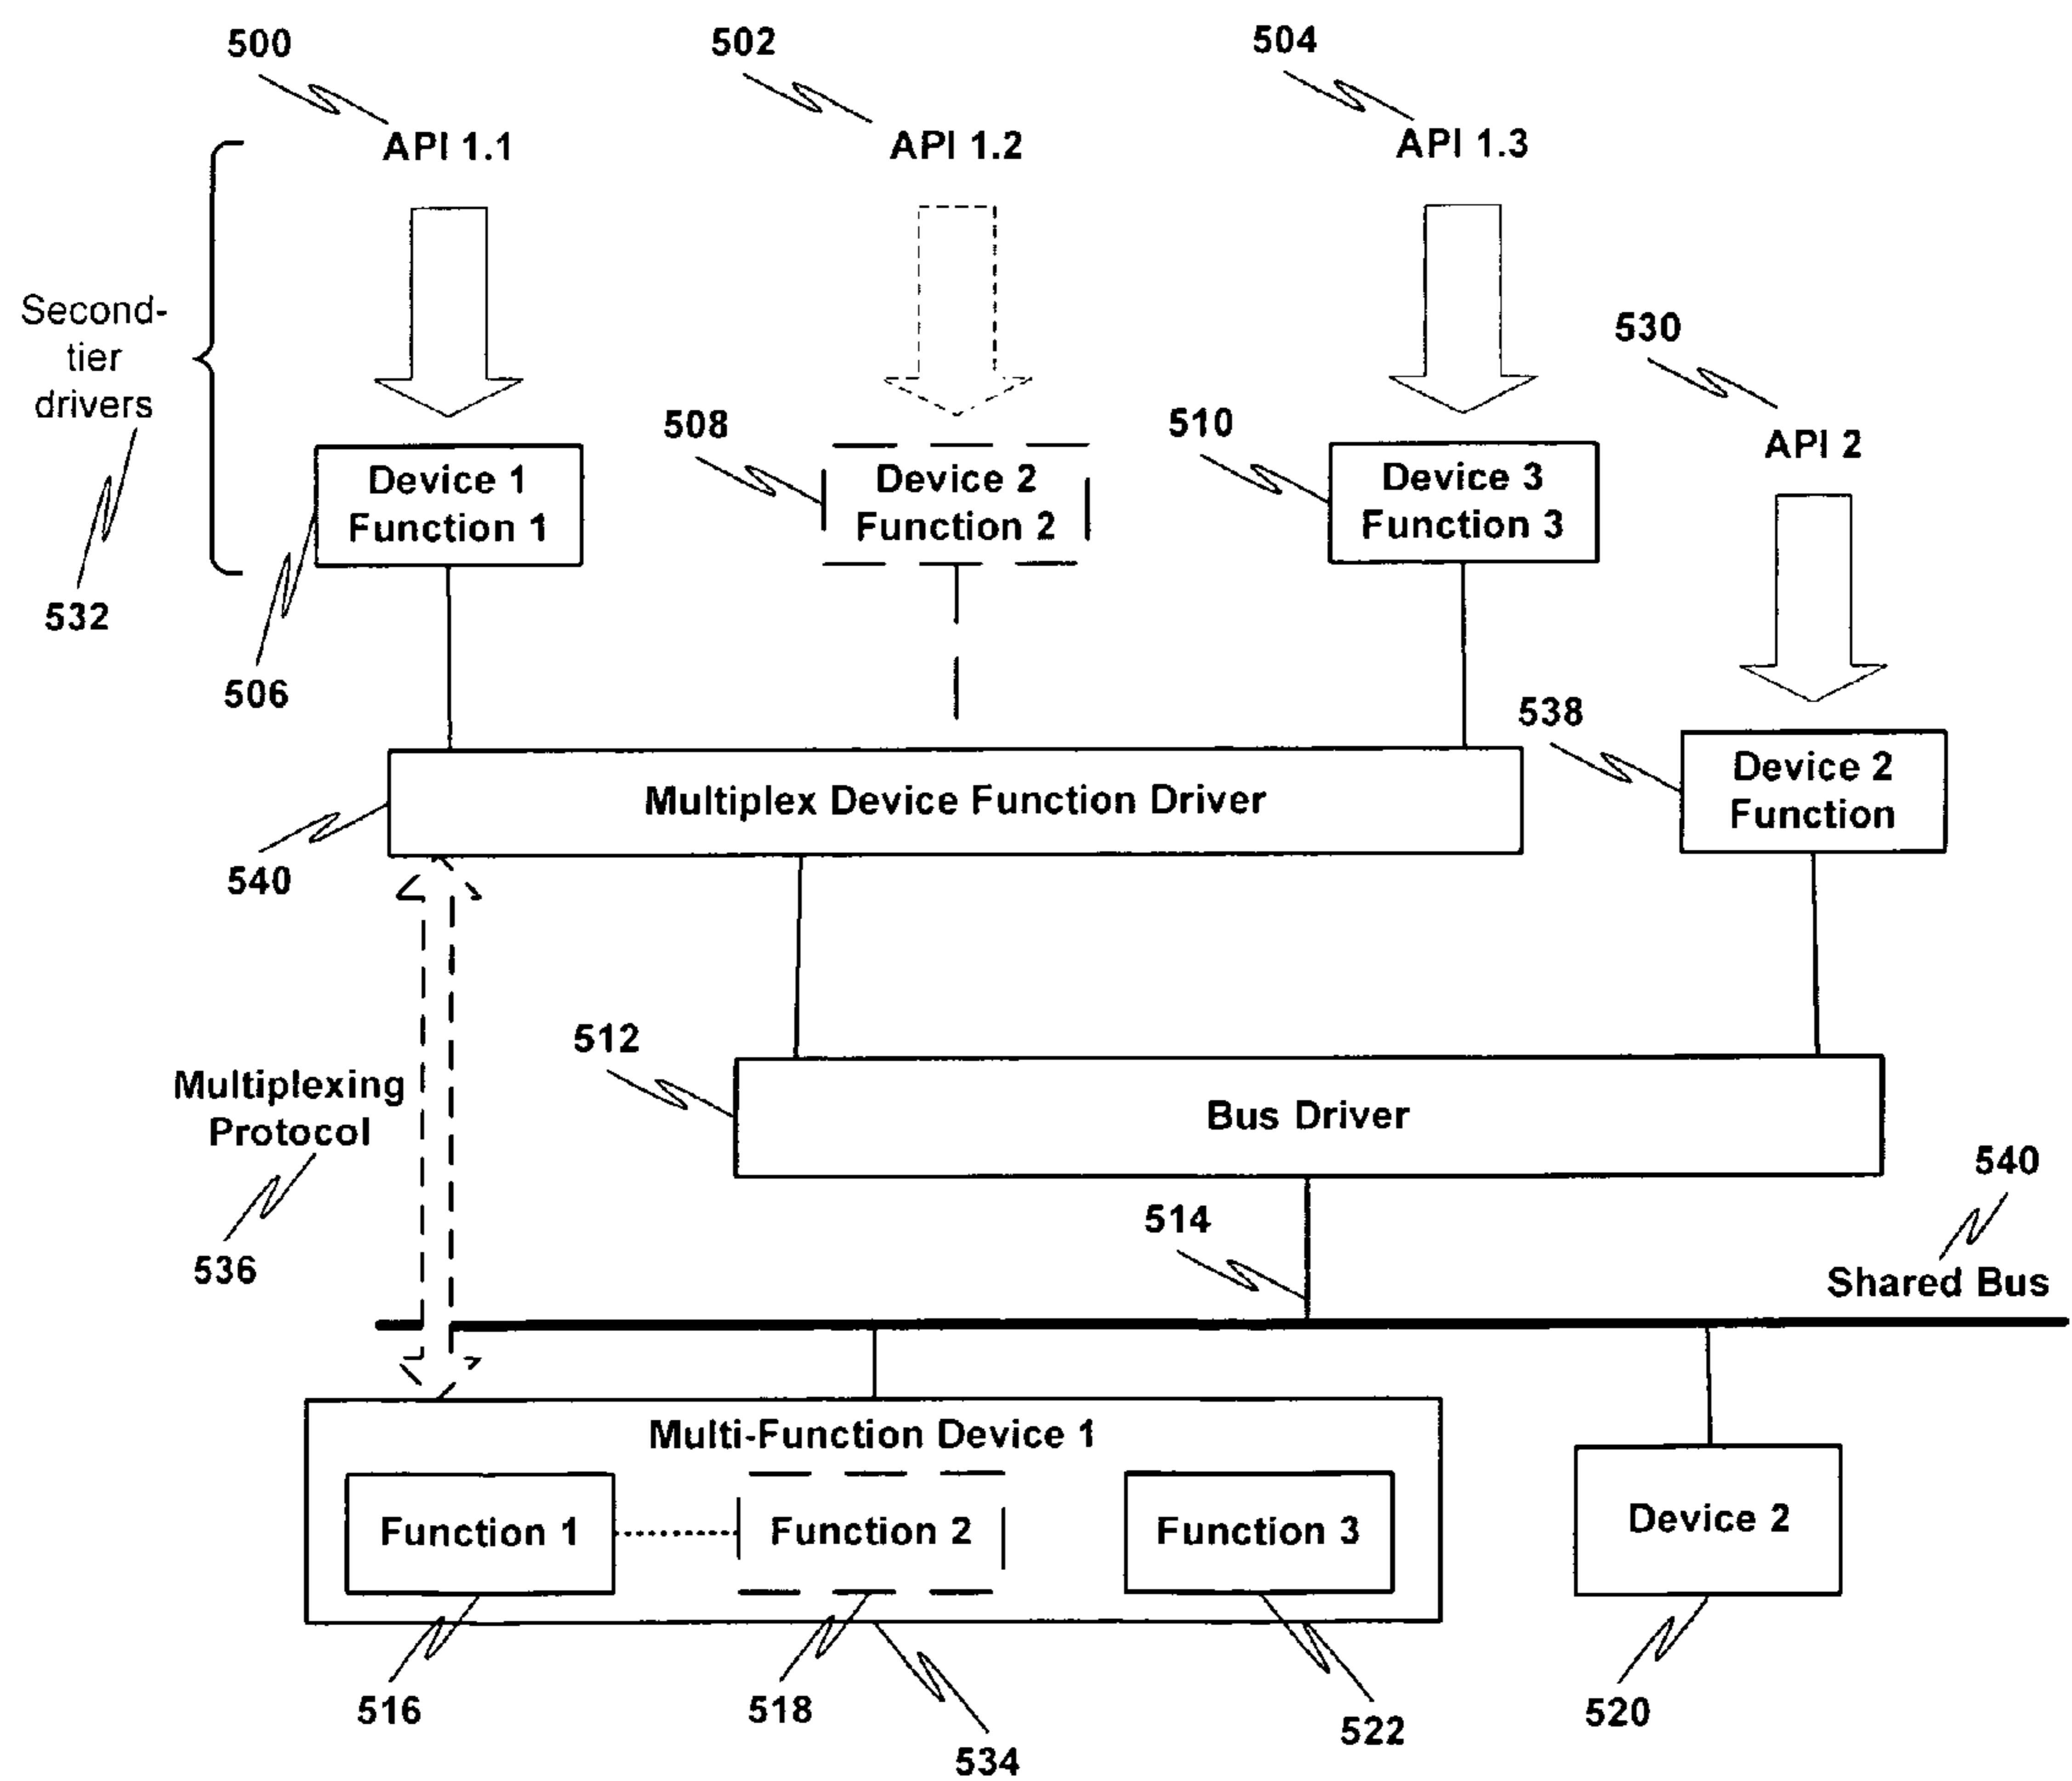 500
502
504
API 1.1
API 1.2
API 1.3
Second-
tier
drivers
530
508
510
API 2
Device 1
Function 1
Device 2
Function 2
Device 3
Function 3
532
506
538
Multiplex Device Function Driver
Device 2
Function
540
512
Multiplexing
Protocol
Bus Driver
540
514
536
Shared Bus
Multi-Function Device 1
Function 1
Function 2
Function 3
Device 2
516
518
534
522
520